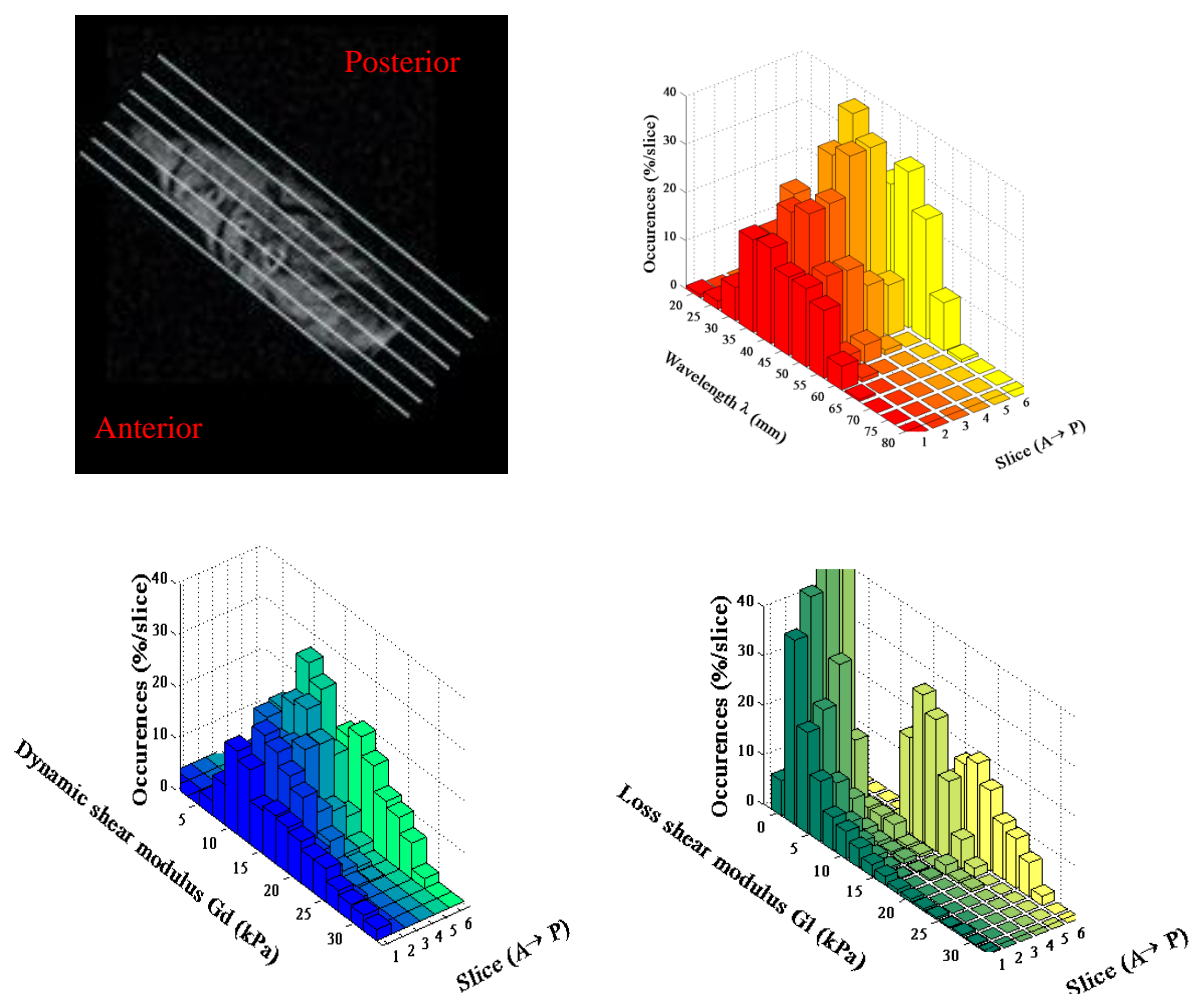 Posterior
Anterior
Occurences (%/slice)
40
30
20
10
0
20
25
30
35
40
45
50
55
60
65
70
75
80
Wavelength λ (mm)
1 2 3 4 5 6
Slice (A→ P)
Occurences (%/slice)
40
30
20
10
0
5
10
15
20
25
30
Dynamic shear modulus Gd (kPa)
1 2 3 4 5 6
Slice (A→ P)
Occurences (%/slice)
40
30
20
10
0
0
5
10
15
20
25
30
Loss shear modulus Gl (kPa)
1 2 3 4 5 6
Slice (A→ P)